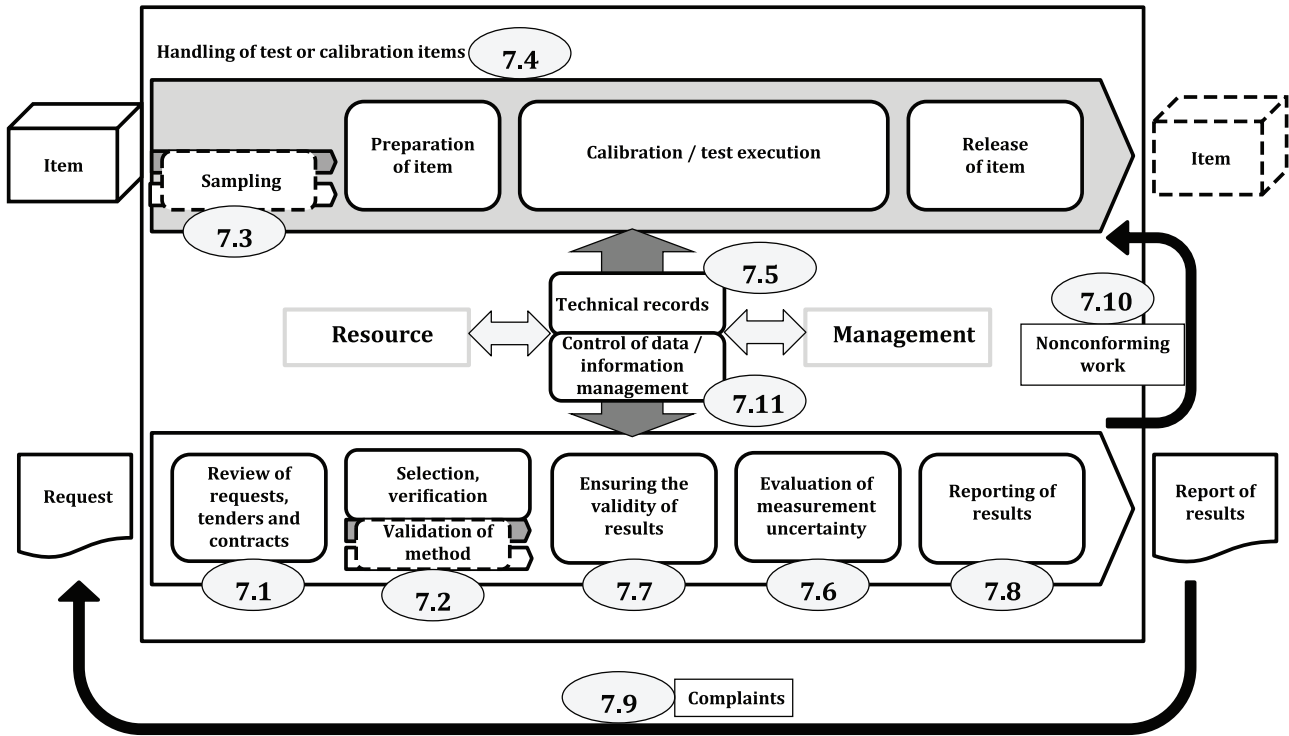 Handling of test or calibration items
7.4
Item
Sampling
7.3
Preparation
of item
Calibration / test execution
Release
of item
Item
7.5
Technical records
Resource
Management
Control of data /
information
management
7.11
7.10
Nonconforming
work
Request
Review of
requests,
tenders and
contracts
7.1
Selection,
verification
Validation of
method
7.2
Ensuring the
validity of
results
7.7
Evaluation of
measurement
uncertainty
7.6
Reporting of
results
7.8
Report of
results
7.9
Complaints